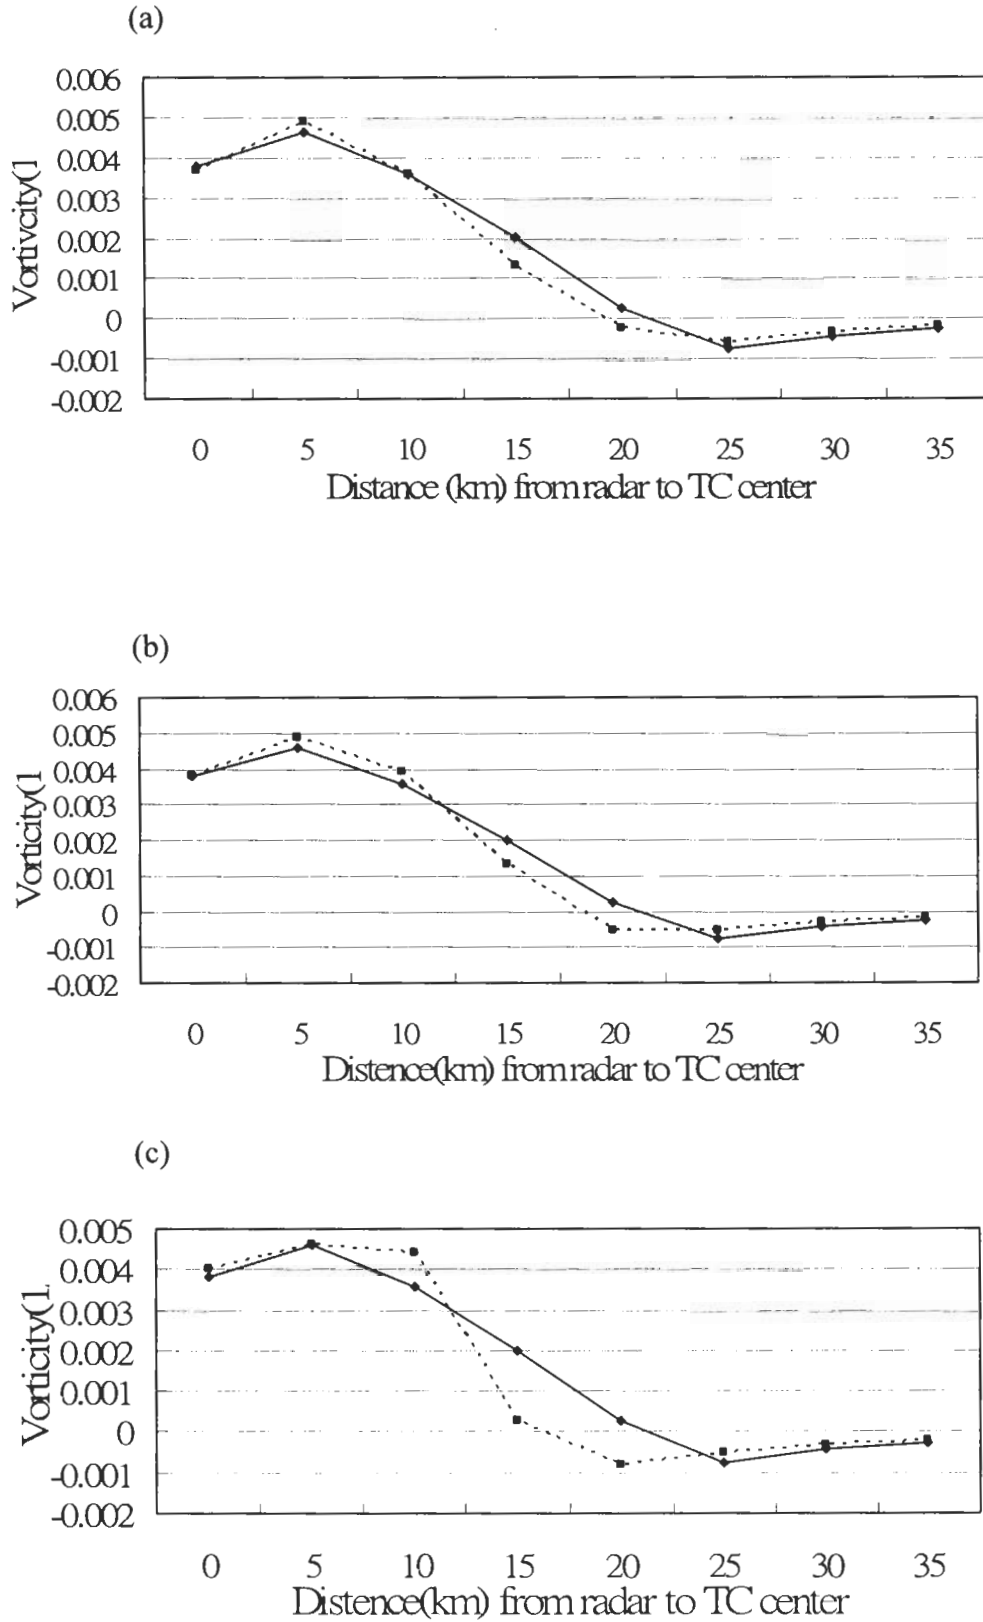 (a)
0.006
0.005
0.004
0.003
0.002
0.001
0
-0.001
-0.002
Vortivcity(1
0 5 10 15 20 25 30 35
Distance (km) from radar to TC center
(b)
0.006
0.005
0.004
0.003
0.002
0.001
0
-0.001
-0.002
Vorticity(1
0 5 10 15 20 25 30 35
Distence(km) from radar to TC center
(c)
0.005
0.004
0.003
0.002
0.001
0
-0.001
-0.002
Vorticity(1.
0 5 10 15 20 25 30 35
Distence(km) from radar to TC center